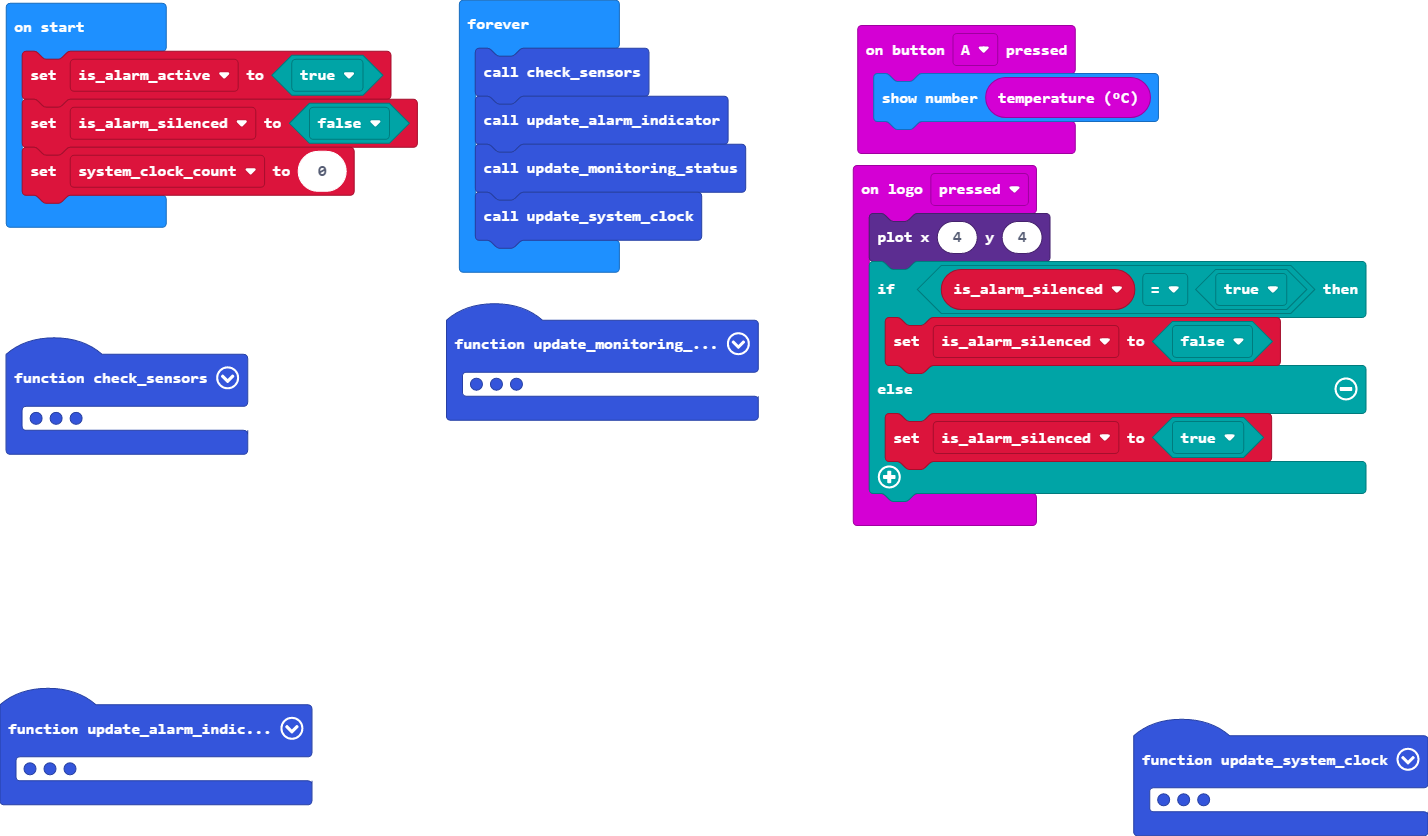 on start
set is_alarm_active to true
set is_alarm_silenced to false
set system_clock_count to 0
forever
call check_sensors
call update_alarm_indicator
call update_monitoring_status
call update_system_clock
on button A pressed
show number temperature (ºC)
on logo pressed
plot x 4 y 4
if is_alarm_silenced = true then
set is_alarm_silenced to false
else
set is_alarm_silenced to true
function check_sensors
function update_monitoring_...
function update_alarm_indic...
function update_system_clock